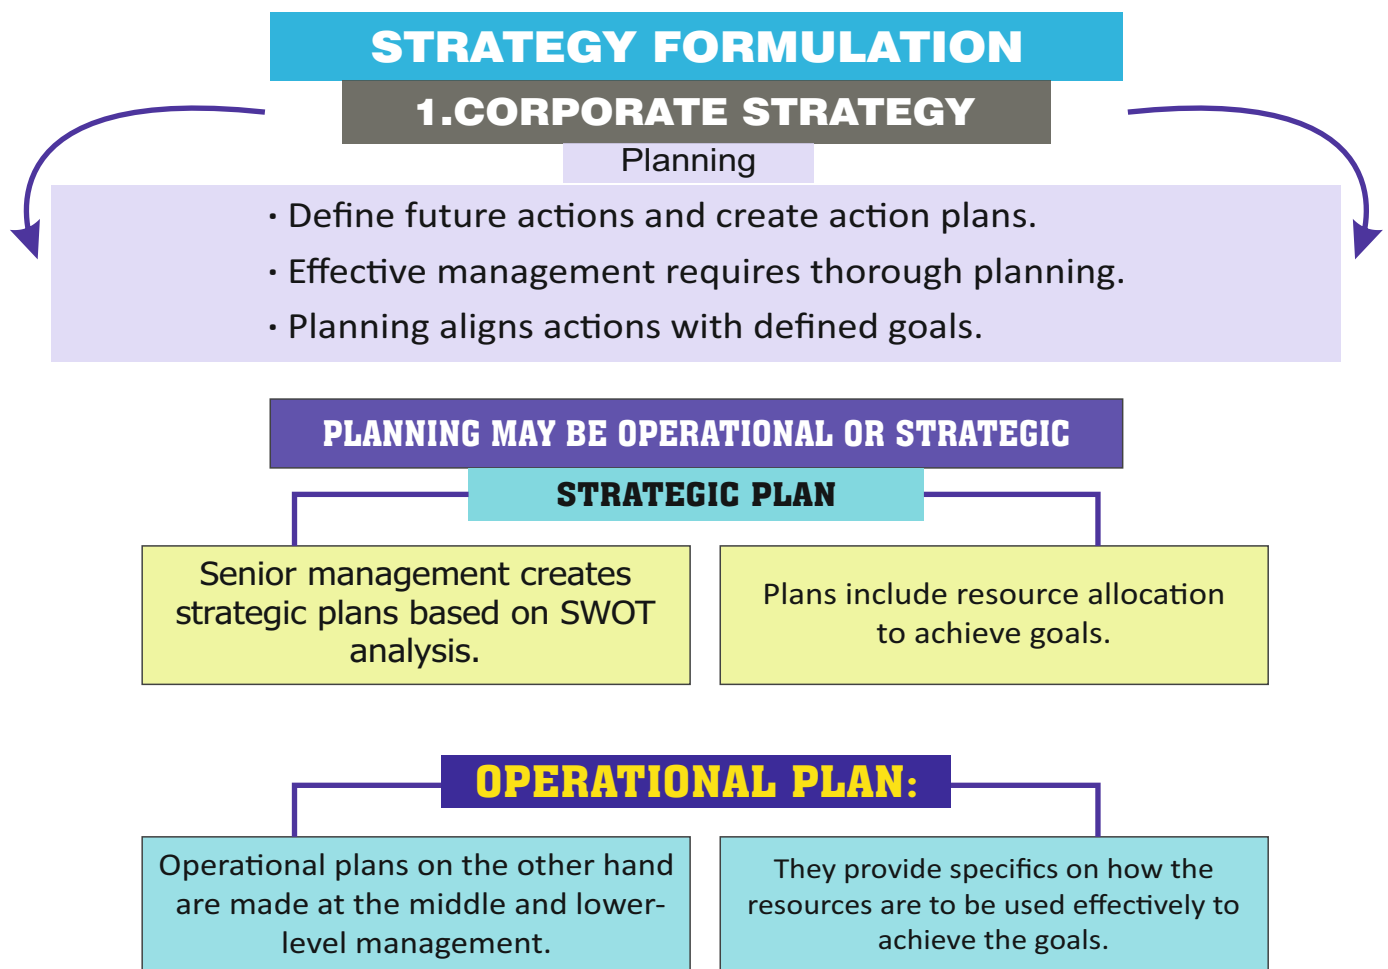 STRATEGY FORMULATION
1.CORPORATE STRATEGY
Planning
· Define future actions and create action plans.
· Effective management requires thorough planning.
· Planning aligns actions with defined goals.
PLANNING MAY BE OPERATIONAL OR STRATEGIC
STRATEGIC PLAN
Senior management creates
strategic plans based on SWOT
analysis.
Plans include resource allocation
to achieve goals.
OPERATIONAL PLAN:
Operational plans on the other hand
are made at the middle and lower-
level management.
They provide specifics on how the
resources are to be used effectively to
achieve the goals.